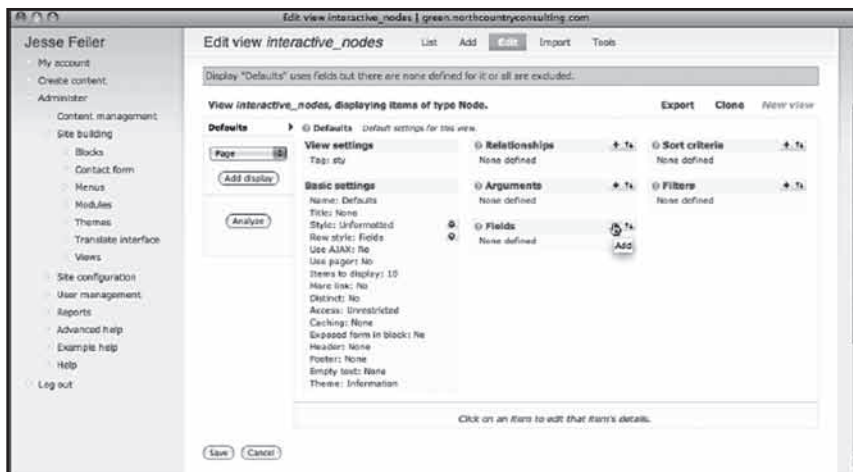 Edit view interactive_nodes | green.northcountryconsulting.com
Jesse Feiler
My account
Create content
Administer
Content management
Site building
Blocks
Contact form
Menus
Modules
Themes
Translate interface
Views
Site configuration
User management
Reports
Advanced help
Example help
Help
Log out
Edit view interactive_nodes
List Add Edit Import Tools
Display "Defaults" uses fields but there are none defined for it or all are excluded.
View interactive_nodes, displaying items of type Node.
Export Clone New view
Defaults
Page
Add display
Analyze
Defaults Default settings for this view.
View settings
Tag: sty
Basic settings
Name: Defaults
Title: None
Style: Unformatted
Row style: Fields
Use AJAX: No
Use pager: No
Items to display: 10
More link: No
Distinct: No
Access: Unrestricted
Caching: None
Exposed form in block: No
Header: None
Footer: None
Empty text: None
Theme: Information
Relationships
None defined
Arguments
None defined
Fields
None defined
Add
Sort criteria
None defined
Filters
None defined
Click on an item to edit that item's details.
Save Cancel